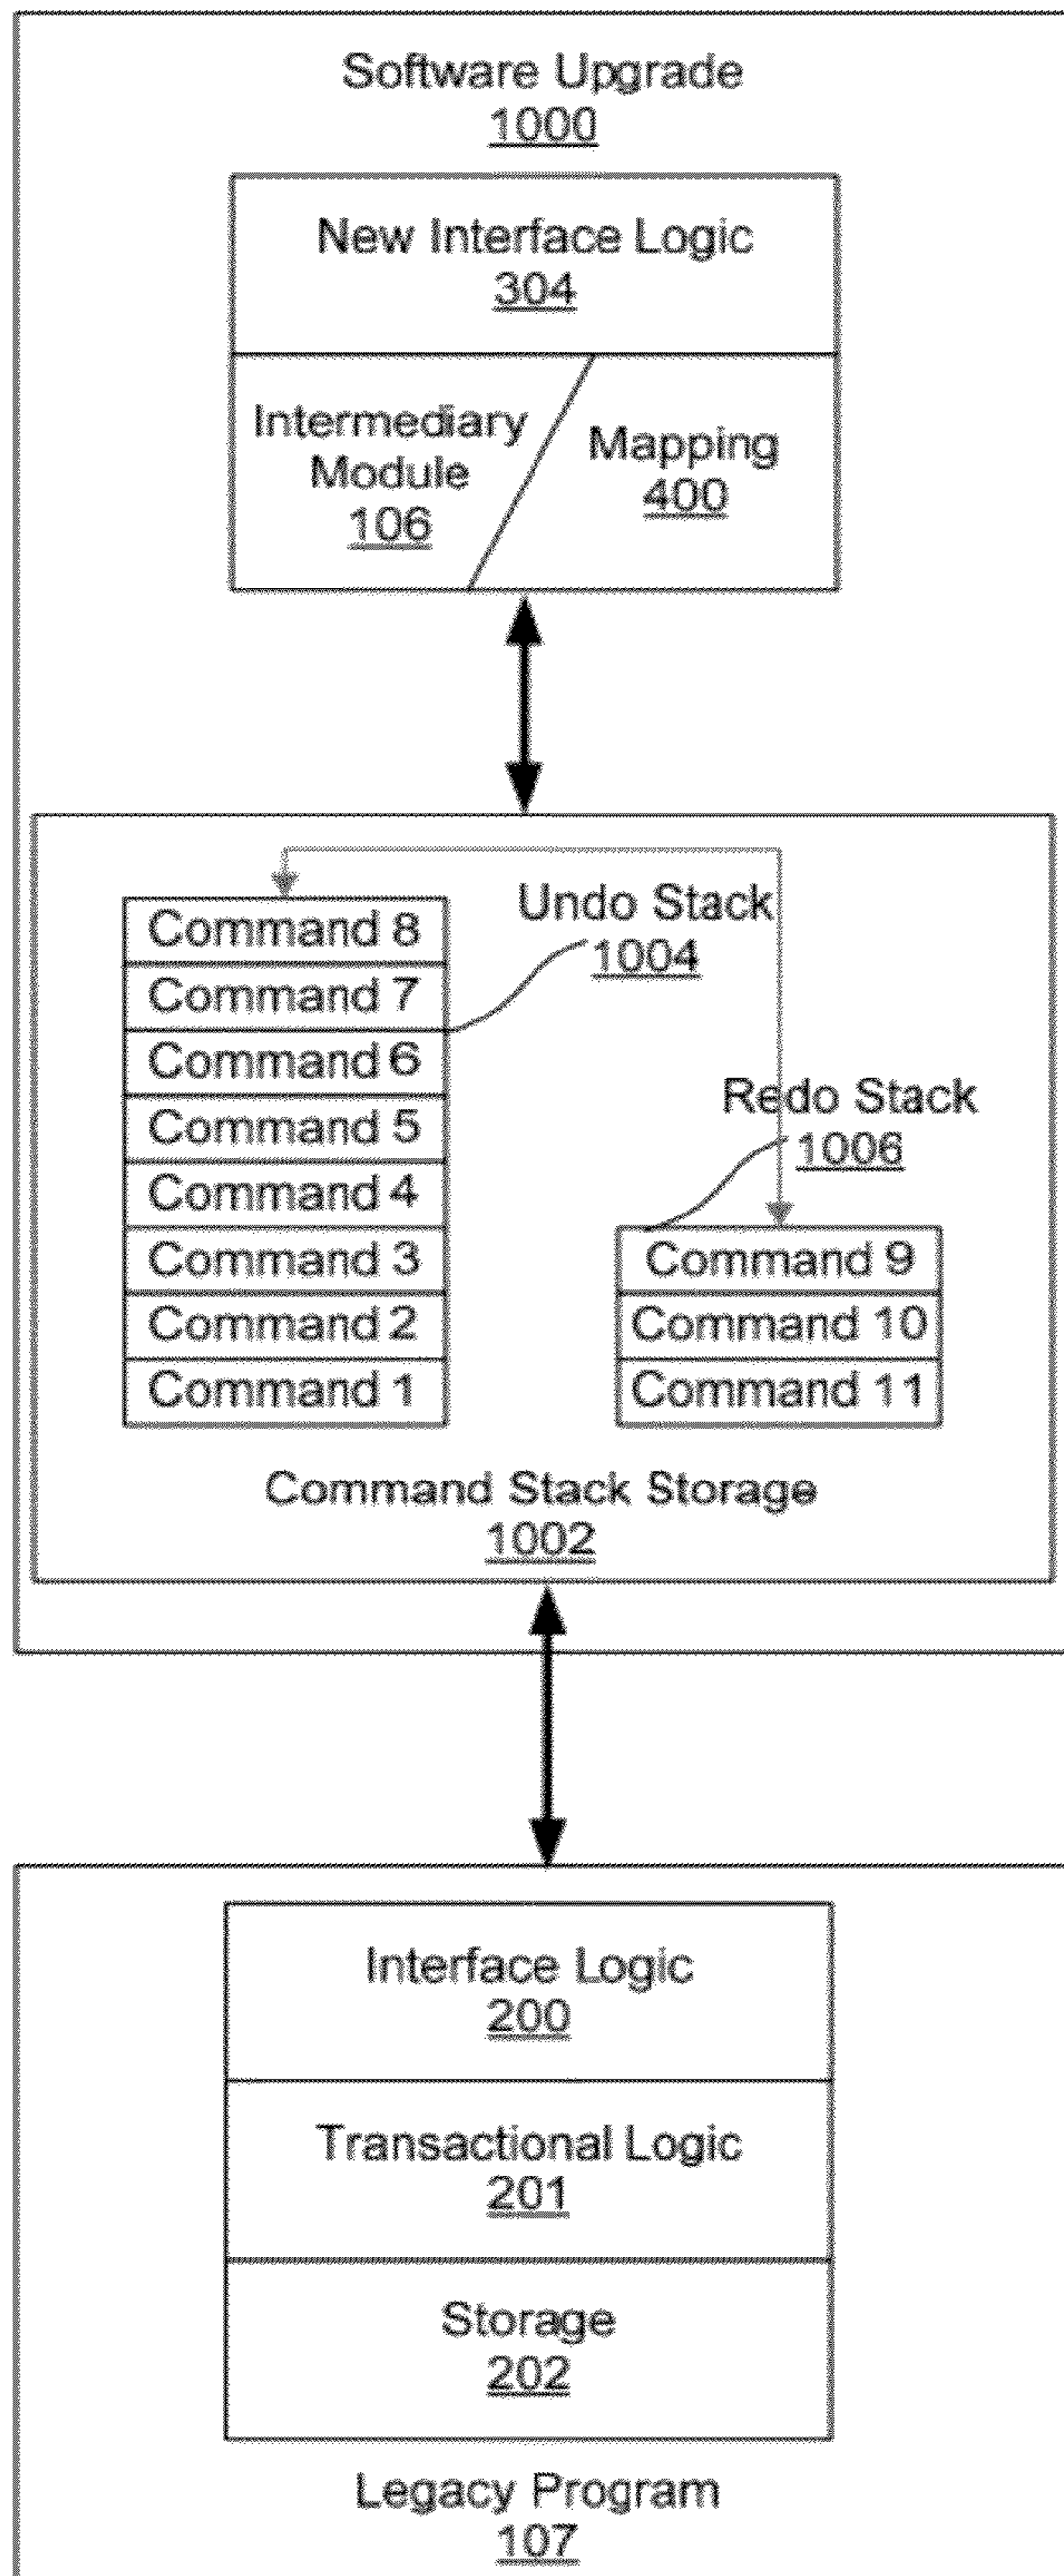 Software Upgrade
1000
New Interface Logic
304
Intermediary
Module
106
Mapping
400
Undo Stack
1004
Command 8
Command 7
Command 6
Command 5
Command 4
Command 3
Command 2
Command 1
Redo Stack
1006
Command 9
Command 10
Command 11
Command Stack Storage
1002
Interface Logic
200
Transactional Logic
201
Storage
202
Legacy Program
107